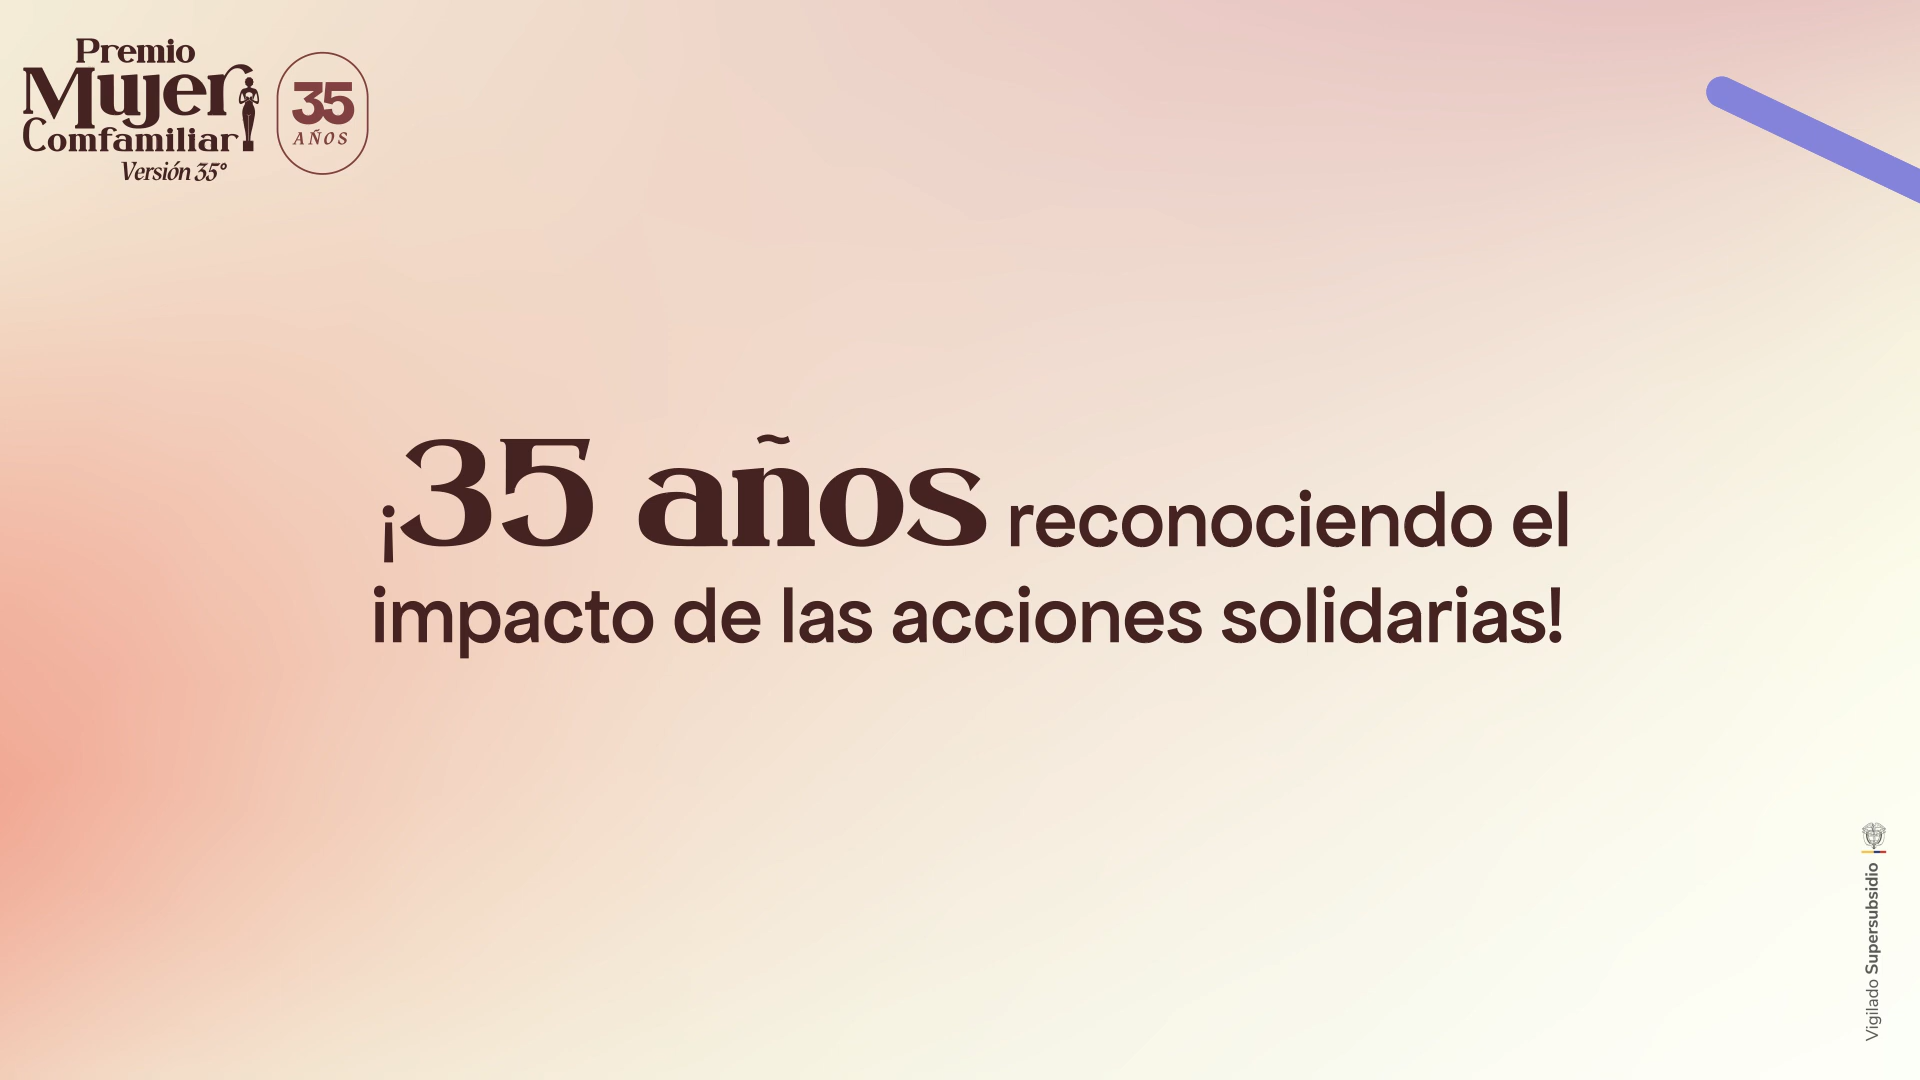 Premio
Mujer
Comfamiliar
Versión 35°
35
AÑOS
¡35 años reconociendo el
impacto de las acciones solidarias!
Vigilado Supersubsidio